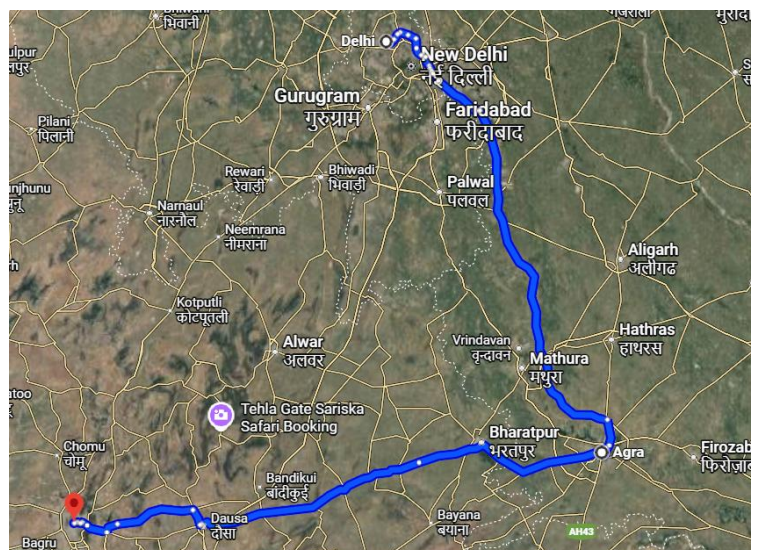 भिवानी
Delhi
New Delhi
नई दिल्ली
Gurugram
गुरुग्राम
Faridabad
फरीदाबाद
Pilani
पिलानी
Rewari
रेवाड़ी
Bhiwadi
भिवाड़ी
Palwal
पलवल
Narnaul
नारनौल
Neemrana
नीमराना
Aligarh
अलीगढ
Kotputli
कोटपूतली
Alwar
अलवर
Vrindavan
वृन्दावन
Hathras
हाथरस
Mathura
मथुरा
Tehla Gate Sariska
Safari Booking
Chomu
चोमू
Bharatpur
भरतपुर
Agra
Bandikui
बांदीकुई
Dausa
दौसा
Bayana
बयाना
Bagru
AH43